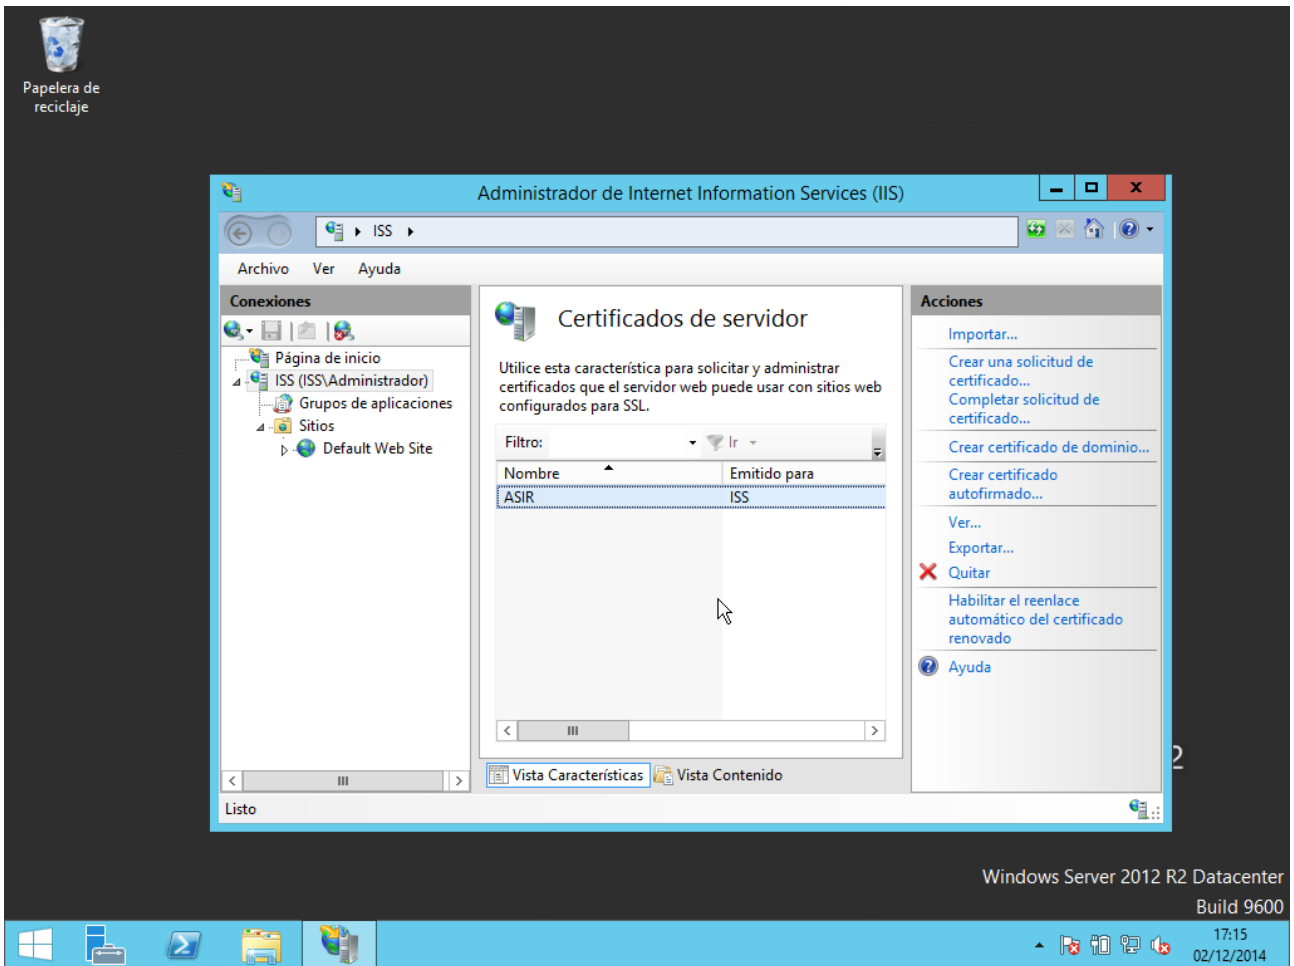 Papelera de
reciclaje
Administrador de Internet Information Services (IIS)
ISS
Archivo Ver Ayuda
Conexiones
Página de inicio
ISS (ISS\Administrador)
Grupos de aplicaciones
Sitios
Default Web Site
Certificados de servidor
Utilice esta característica para solicitar y administrar
certificados que el servidor web puede usar con sitios web
configurados para SSL.
Filtro: Ir
Nombre Emitido para
ASIR ISS
Vista Características Vista Contenido
Acciones
Importar...
Crear una solicitud de
certificado...
Completar solicitud de
certificado...
Crear certificado de dominio...
Crear certificado
autofirmado...
Ver...
Exportar...
Quitar
Habilitar el reenlace
automático del certificado
renovado
Ayuda
Listo
2
Windows Server 2012 R2 Datacenter
Build 9600
17:15
02/12/2014